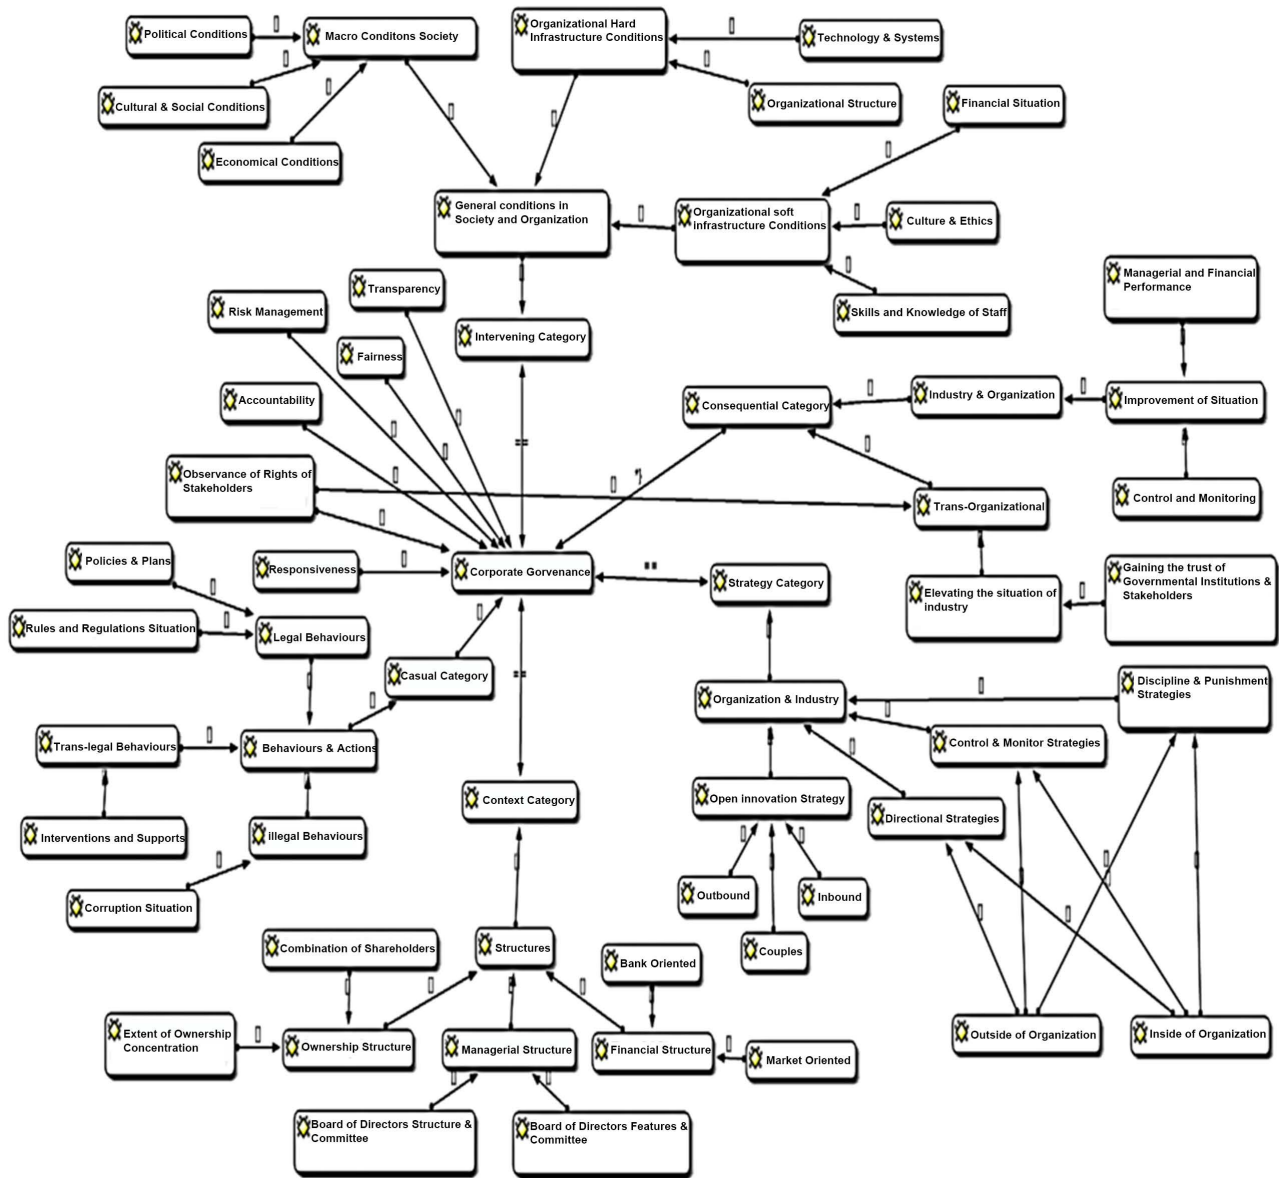 Political Conditions
Macro Conditons Society
Organizational Hard
Infrastructure Conditions
Technology & Systems
Cultural & Social Conditions
Organizational Structure
Financial Situation
Economical Conditions
General conditions in
Society and Organization
Organizational soft
infrastructure Conditions
Culture & Ethics
Managerial and Financial
Performance
Transparency
Risk Management
Skills and Knowledge of Staff
Intervening Category
Fairness
Accountability
Consequential Category
Industry & Organization
Improvement of Situation
Observance of Rights of
Stakeholders
Control and Monitoring
Trans-Organizational
Policies & Plans
Responsiveness
Corporate Gorvenance
Strategy Category
Elevating the situation of
industry
Gaining the trust of
Governmental Institutions &
Stakeholders
Rules and Regulations Situation
Legal Behaviours
Casual Category
Organization & Industry
Discipline & Punishment
Strategies
Trans-legal Behaviours
Behaviours & Actions
Control & Monitor Strategies
Context Category
Open innovation Strategy
Directional Strategies
Interventions and Supports
illegal Behaviours
Outbound
Inbound
Corruption Situation
Combination of Shareholders
Structures
Bank Oriented
Couples
Extent of Ownership
Concentration
Ownership Structure
Managerial Structure
Financial Structure
Market Oriented
Outside of Organization
Inside of Organization
Board of Directors Structure &
Committee
Board of Directors Features &
Committee